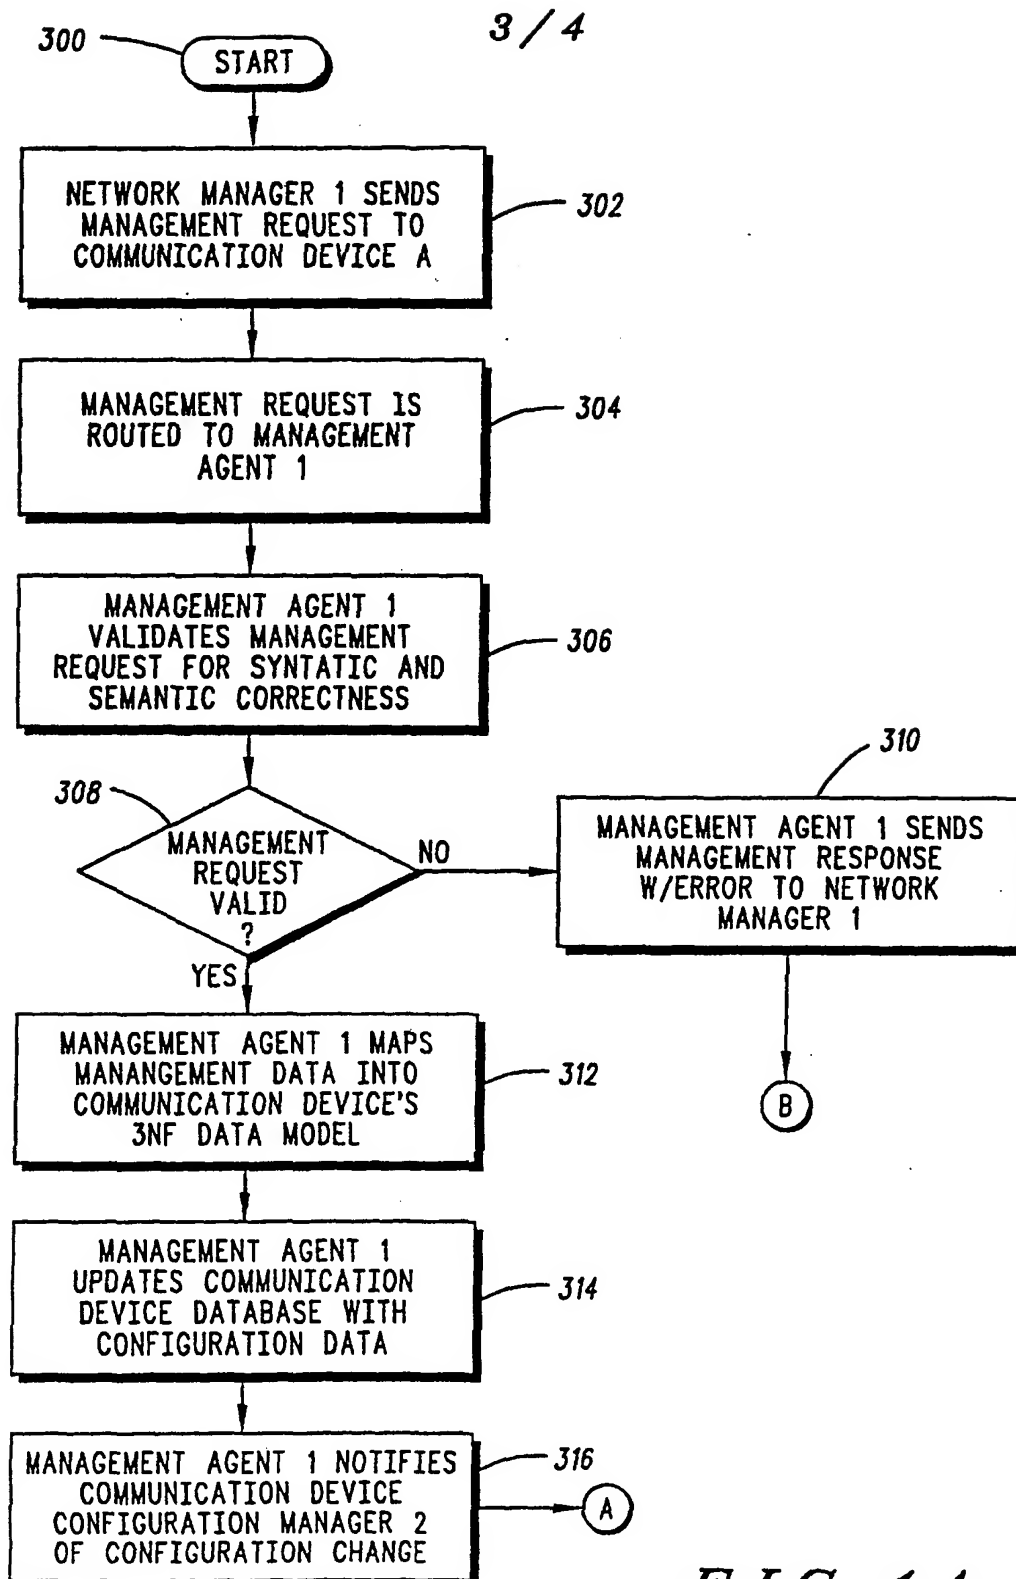 3/4
300
START
NETWORK MANAGER 1 SENDS
MANAGEMENT REQUEST TO
COMMUNICATION DEVICE A
302
MANAGEMENT REQUEST IS
ROUTED TO MANAGEMENT
AGENT 1
304
MANAGEMENT AGENT 1
VALIDATES MANAGEMENT
REQUEST FOR SYNTATIC AND
SEMANTIC CORRECTNESS
306
308
MANAGEMENT
REQUEST
VALID
?
NO
YES
310
MANAGEMENT AGENT 1 SENDS
MANAGEMENT RESPONSE
W/ERROR TO NETWORK
MANAGER 1
B
MANAGEMENT AGENT 1 MAPS
MANANGEMENT DATA INTO
COMMUNICATION DEVICE'S
3NF DATA MODEL
312
MANAGEMENT AGENT 1
UPDATES COMMUNICATION
DEVICE DATABASE WITH
CONFIGURATION DATA
314
MANAGEMENT AGENT 1 NOTIFIES
COMMUNICATION DEVICE
CONFIGURATION MANAGER 2
OF CONFIGURATION CHANGE
316
A